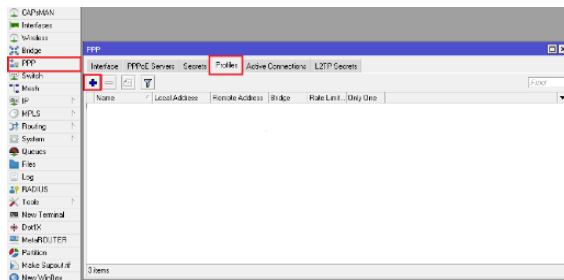 CAPsMAN
Interfaces
Wireless
Bridge
PPP
Switch
Mesh
IP
MPLS
Routing
System
Queues
Files
Log
RADIUS
Tools
New Terminal
Dot1X
MetaROUTER
Partition
Make Supout.rif
New WinBox
PPP
Interface PPPoE Servers Secrets Profiles Active Connections L2TP Secrets
Find
Name Local Address Remote Address Bridge Rate Limit... Only One
3 items